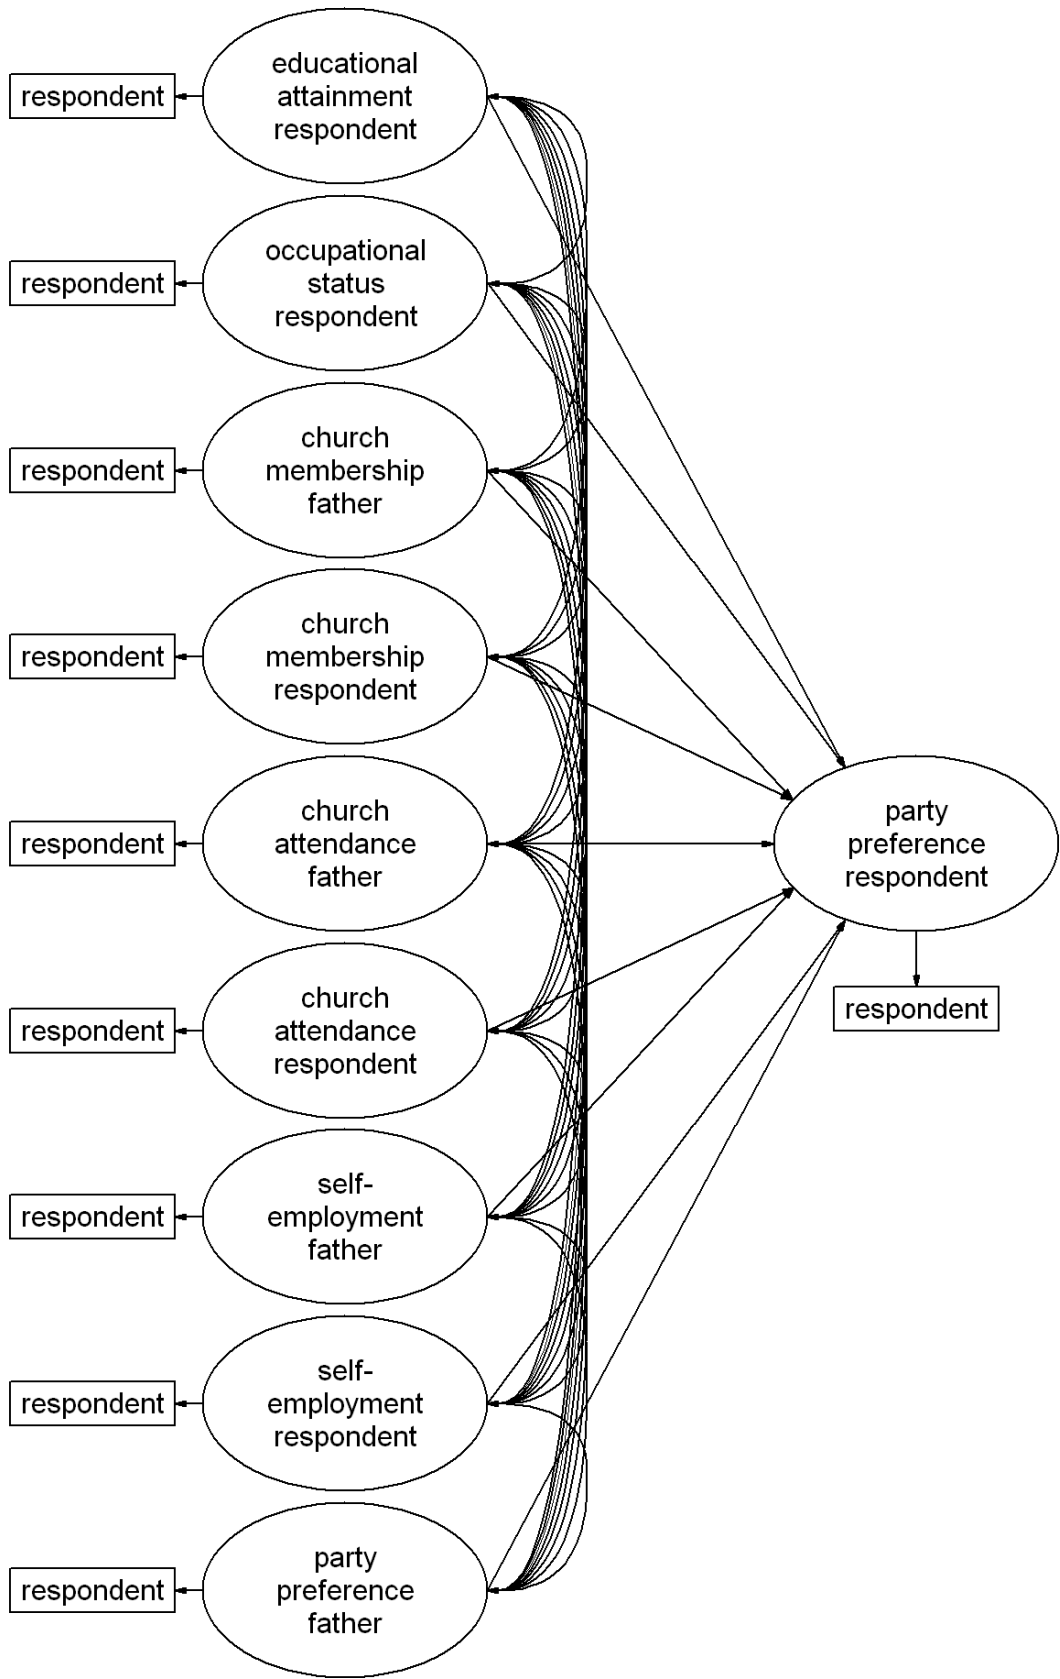 respondent
educational
attainment
respondent
respondent
occupational
status
respondent
respondent
church
membership
father
respondent
church
membership
respondent
respondent
church
attendance
father
party
preference
respondent
respondent
respondent
church
attendance
respondent
respondent
self-
employment
father
respondent
self-
employment
respondent
respondent
party
preference
father